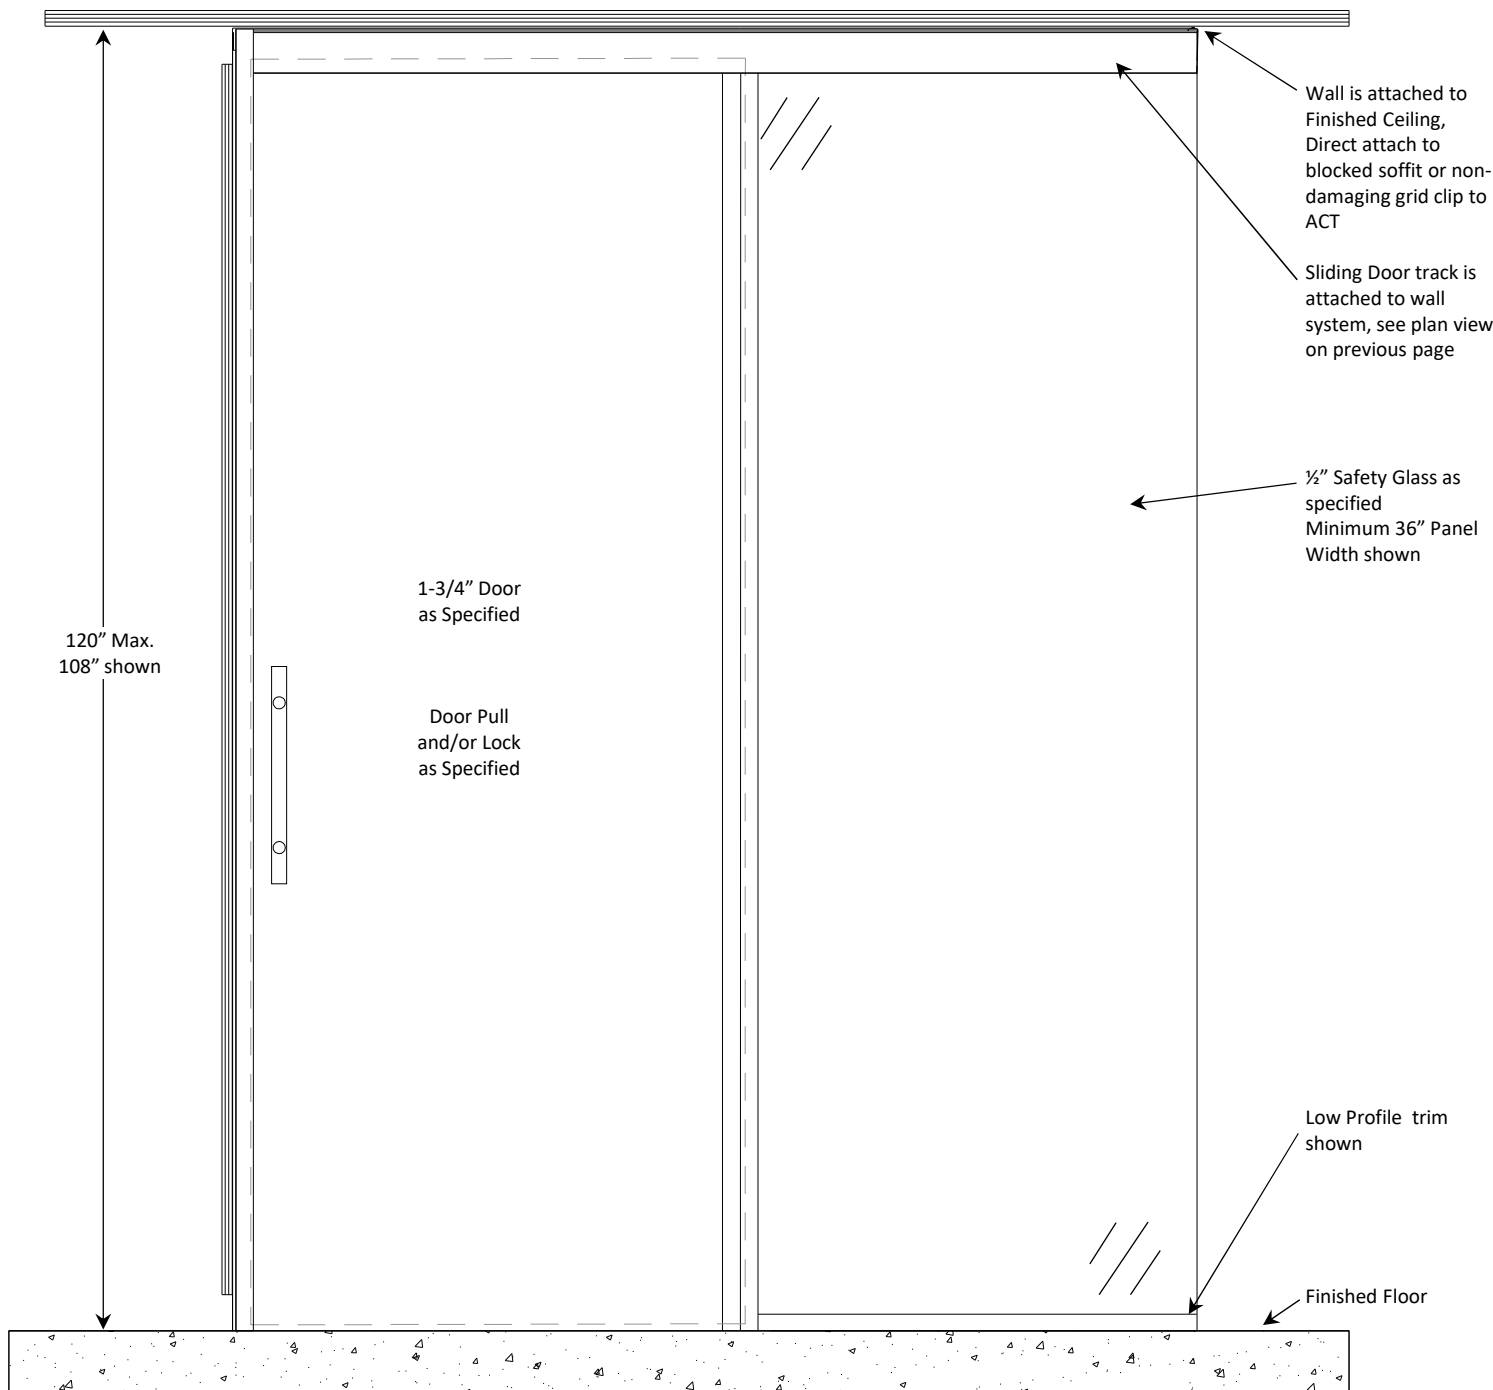 Wall is attached to
Finished Ceiling,
Direct attach to
blocked soffit or non-
damaging grid clip to
ACT
Sliding Door track is
attached to wall
system, see plan view
on previous page
½” Safety Glass as
specified
Minimum 36” Panel
Width shown
1-3/4” Door
as Specified
120” Max.
108” shown
Door Pull
and/or Lock
as Specified
Low Profile trim
shown
Finished Floor